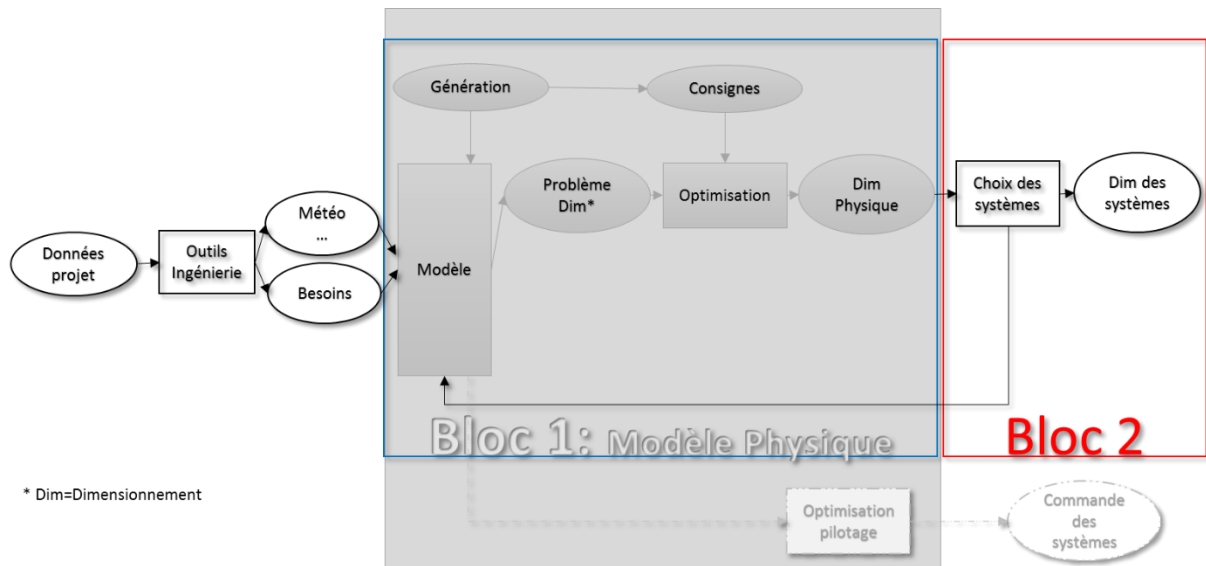 Génération
Consignes
Météo
...
Données
projet
Outils
Ingénierie
Besoins
Modèle
Problème
Dim*
Optimisation
Dim
Physique
Choix des
systèmes
Dim des
systèmes
Bloc 1: Modèle Physique
Bloc 2
* Dim=Dimensionnement
Optimisation
pilotage
Commande
des
systèmes